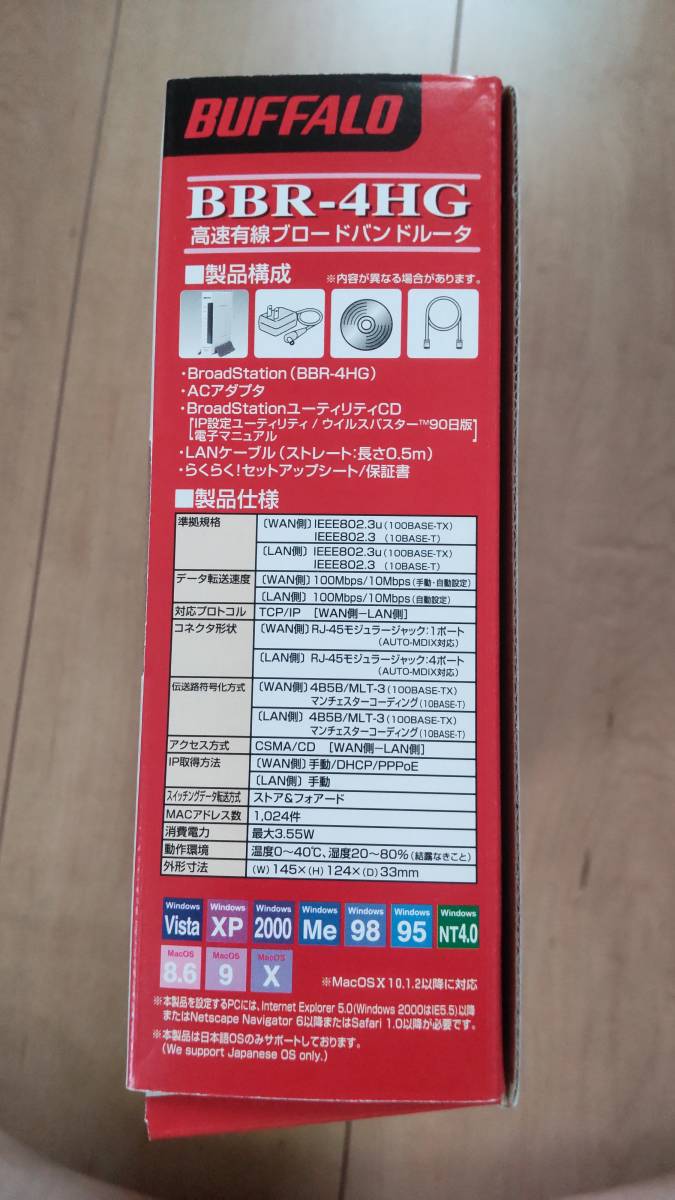 BUFFALO
BBR-4HG
高速有線ブロードバンドルータ
■製品構成 ※内容が異なる場合があります。
・BroadStation(BBR-4HG)
・ACアダプタ
・BroadStationユーティリティCD
[IP設定ユーティリティ / ウイルスバスター™90日版
電子マニュアル]
・LANケーブル(ストレート:長さ0.5m)
・らくらく!セットアップシート/保証書
■製品仕様
準拠規格 〔WAN側〕IEEE802.3u(100BASE-TX)
IEEE802.3 (10BASE-T)
〔LAN側〕IEEE802.3u(100BASE-TX)
IEEE802.3 (10BASE-T)
データ転送速度 〔WAN側〕100Mbps/10Mbps(手動・自動設定)
〔LAN側〕100Mbps/10Mbps(自動設定)
対応プロトコル TCP/IP [WAN側-LAN側]
コネクタ形状 〔WAN側〕RJ-45モジュラージャック:1ポート
(AUTO-MDIX対応)
〔LAN側〕RJ-45モジュラージャック:4ポート
(AUTO-MDIX対応)
伝送路符号化方式 〔WAN側〕4B5B/MLT-3(100BASE-TX)
マンチェスターコーディング(10BASE-T)
〔LAN側〕4B5B/MLT-3(100BASE-TX)
マンチェスターコーディング(10BASE-T)
アクセス方式 CSMA/CD [WAN側-LAN側]
IP取得方法 〔WAN側〕手動/DHCP/PPPoE
〔LAN側〕手動
スイッチングデータ転送方式 ストア&フォアード
MACアドレス数 1,024件
消費電力 最大3.55W
動作環境 温度0~40℃、湿度20~80%(結露なきこと)
外形寸法 (W)145×(H)124×(D)33mm
Windows Vista Windows XP Windows 2000 Windows Me Windows 98 Windows 95 Windows NT4.0
MacOS 8.6 MacOS 9 MacOS X
※MacOSX 10.1.2以降に対応
※本製品を設定するPCには、Internet Explorer 5.0(Windows 2000はIE5.5)以降
またはNetscape Navigator 6以降またはSafari 1.0以降が必要です。
※本製品は日本語OSのみサポートしております。
(We support Japanese OS only.)